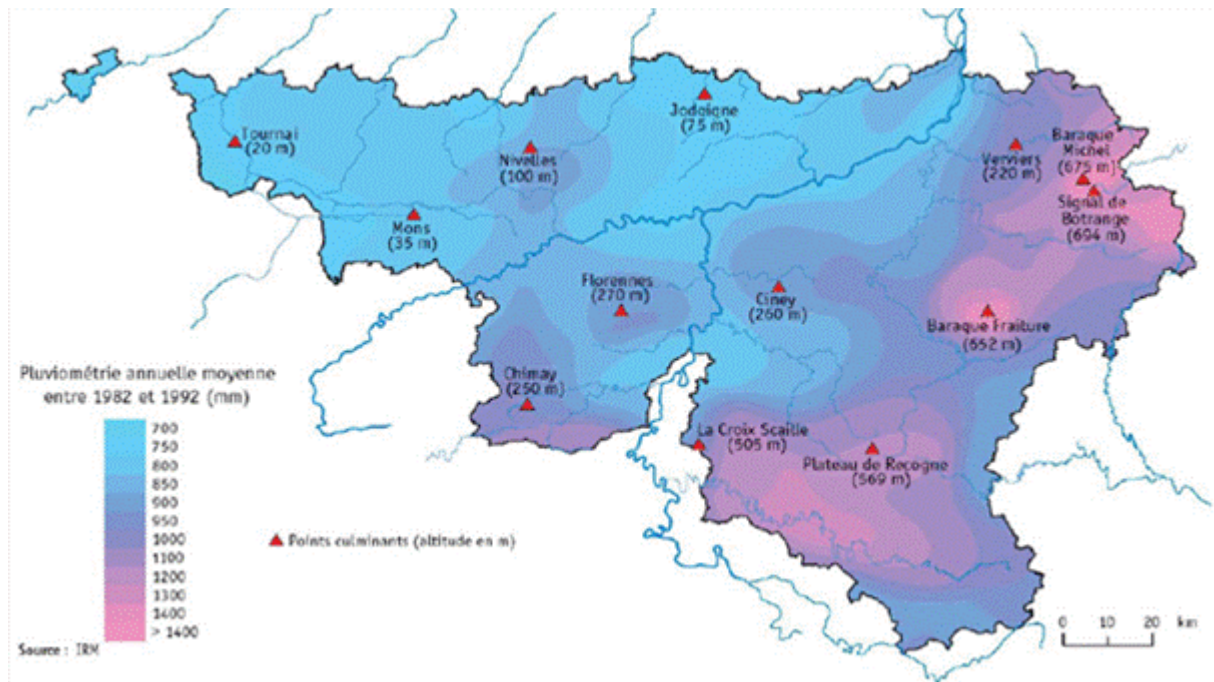 Tournai
(20 m)
Nivelles
(100 m)
Jodoigne
(75 m)
Verviers
(220 m)
Baraque
Michel
(675 m)
Signal de
Botrange
(694 m)
Mons
(35 m)
Florennes
(270 m)
Ciney
(260 m)
Baraque Fraiture
(652 m)
Chimay
(250 m)
La Croix Scaille
(505 m)
Plateau de Recogne
(569 m)
Pluviométrie annuelle moyenne
entre 1982 et 1992 (mm)
700
750
800
850
900
950
1000
1100
1200
1300
1400
> 1400
Points culminants (altitude en m)
Source : IRM
0 10 20 km